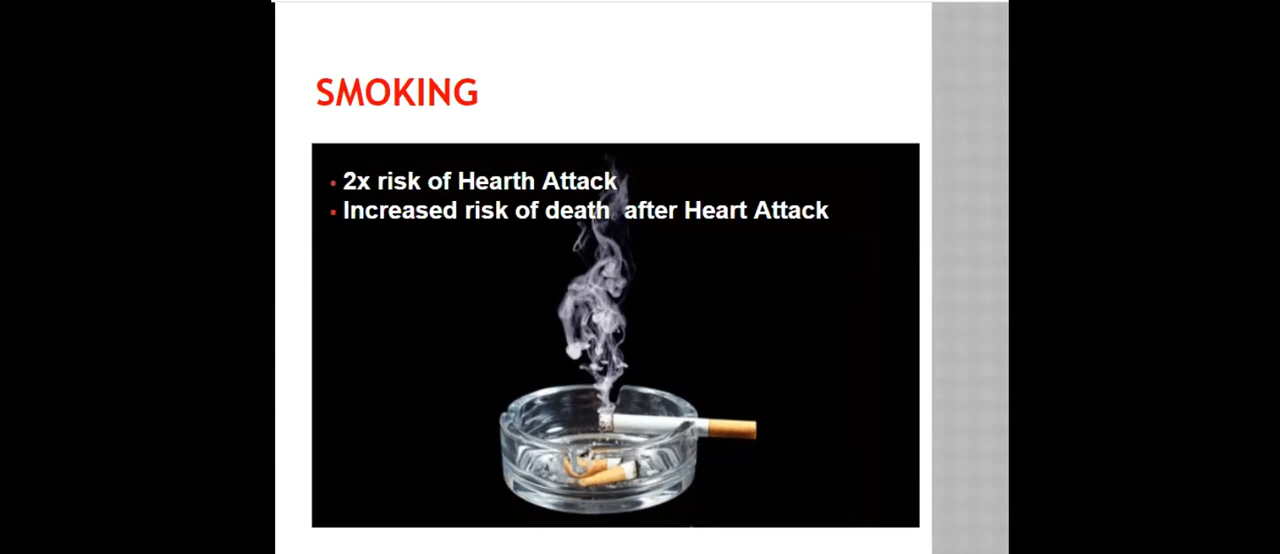 SMOKING
• 2x risk of Hearth Attack
• Increased risk of death after Heart Attack